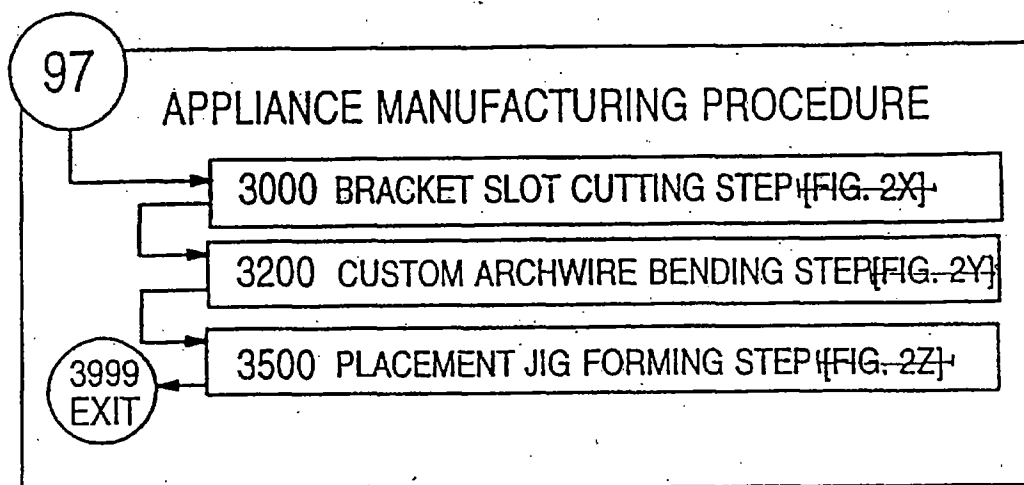 97
APPLIANCE MANUFACTURING PROCEDURE
3000 BRACKET SLOT CUTTING STEP [FIG. 2X]
3200 CUSTOM ARCHWIRE BENDING STEP [FIG. 2Y]
3500 PLACEMENT JIG FORMING STEP [FIG. 2Z]
3999
EXIT